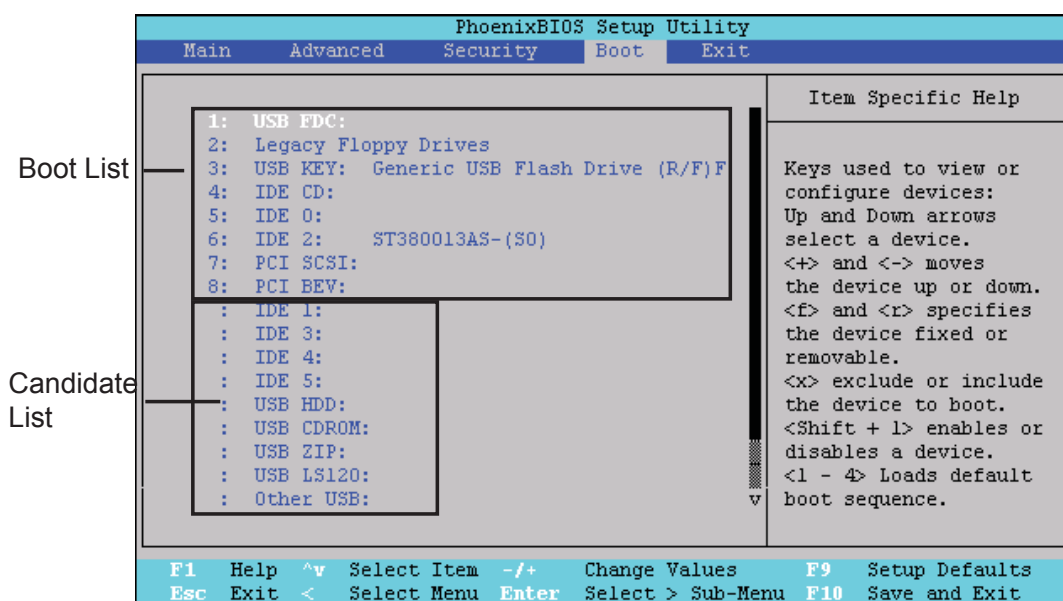 PhoenixBIOS Setup Utility
Main Advanced Security Boot Exit
Boot List
1: USB FDC:
2: Legacy Floppy Drives
3: USB KEY: Generic USB Flash Drive (R/F)F
4: IDE CD:
5: IDE 0:
6: IDE 2: ST380013AS-(S0)
7: PCI SCSI:
8: PCI BEV:
Candidate
List
: IDE 1:
: IDE 3:
: IDE 4:
: IDE 5:
: USB HDD:
: USB CDROM:
: USB ZIP:
: USB LS120:
: Other USB:
Item Specific Help
Keys used to view or
configure devices:
Up and Down arrows
select a device.
<+> and <-> moves
the device up or down.
<f> and <r> specifies
the device fixed or
removable.
<x> exclude or include
the device to boot.
<Shift + 1> enables or
disables a device.
<1 - 4> Loads default
boot sequence.
F1 Help ^v Select Item -/+ Change Values F9 Setup Defaults
Esc Exit < Select Menu Enter Select > Sub-Menu F10 Save and Exit